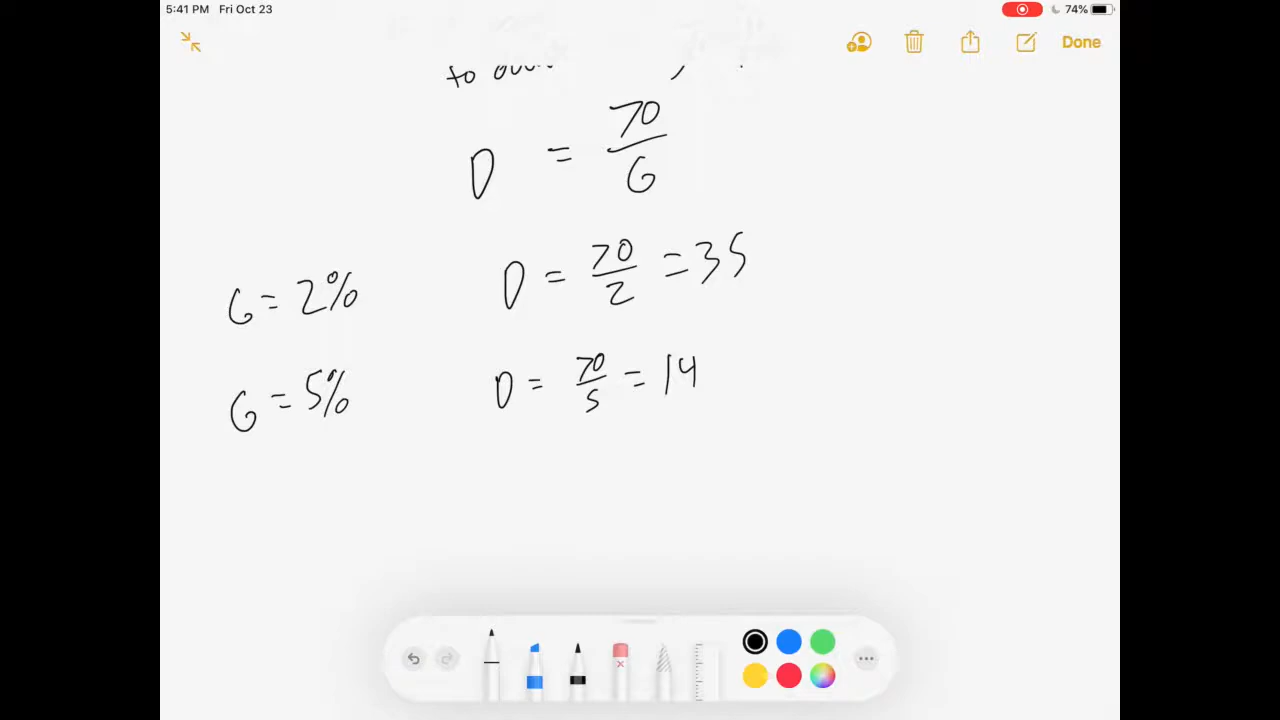 5:41 PM Fri Oct 23
74%
Done
to
D = 70/G
G = 2% D = 70/2 = 35
G = 5% D = 70/5 = 14